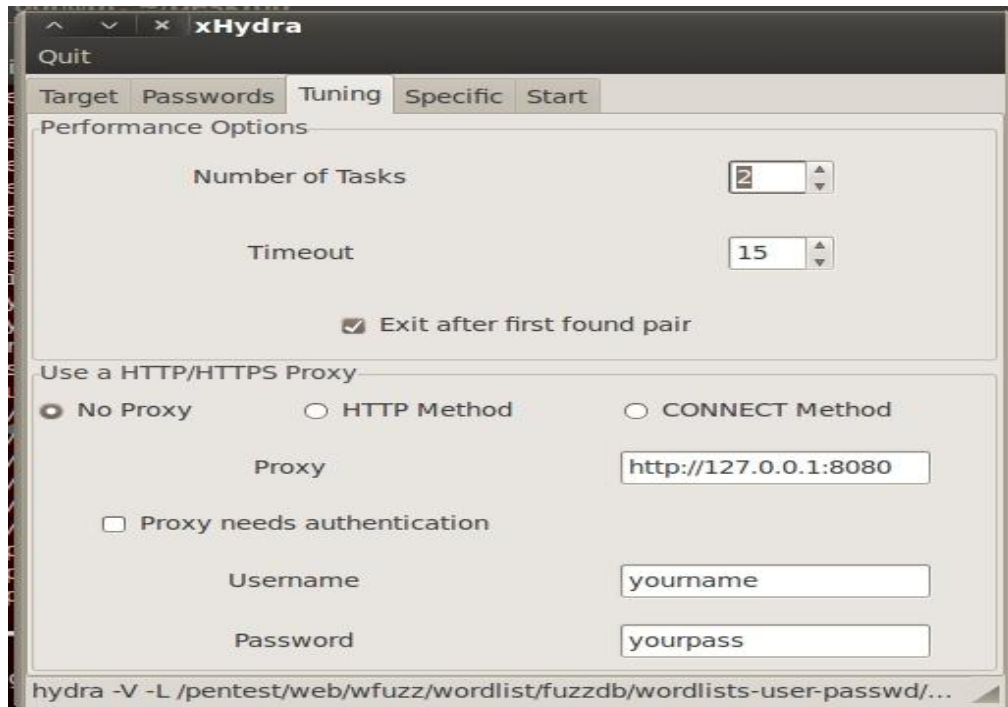 xHydra
Quit
Target Passwords Tuning Specific Start
Performance Options
Number of Tasks 2
Timeout 15
Exit after first found pair
Use a HTTP/HTTPS Proxy
No Proxy HTTP Method CONNECT Method
Proxy http://127.0.0.1:8080
Proxy needs authentication
Username yourname
Password yourpass
hydra -V -L /pentest/web/wfuzz/wordlist/fuzzdb/wordlists-user-passwd/...